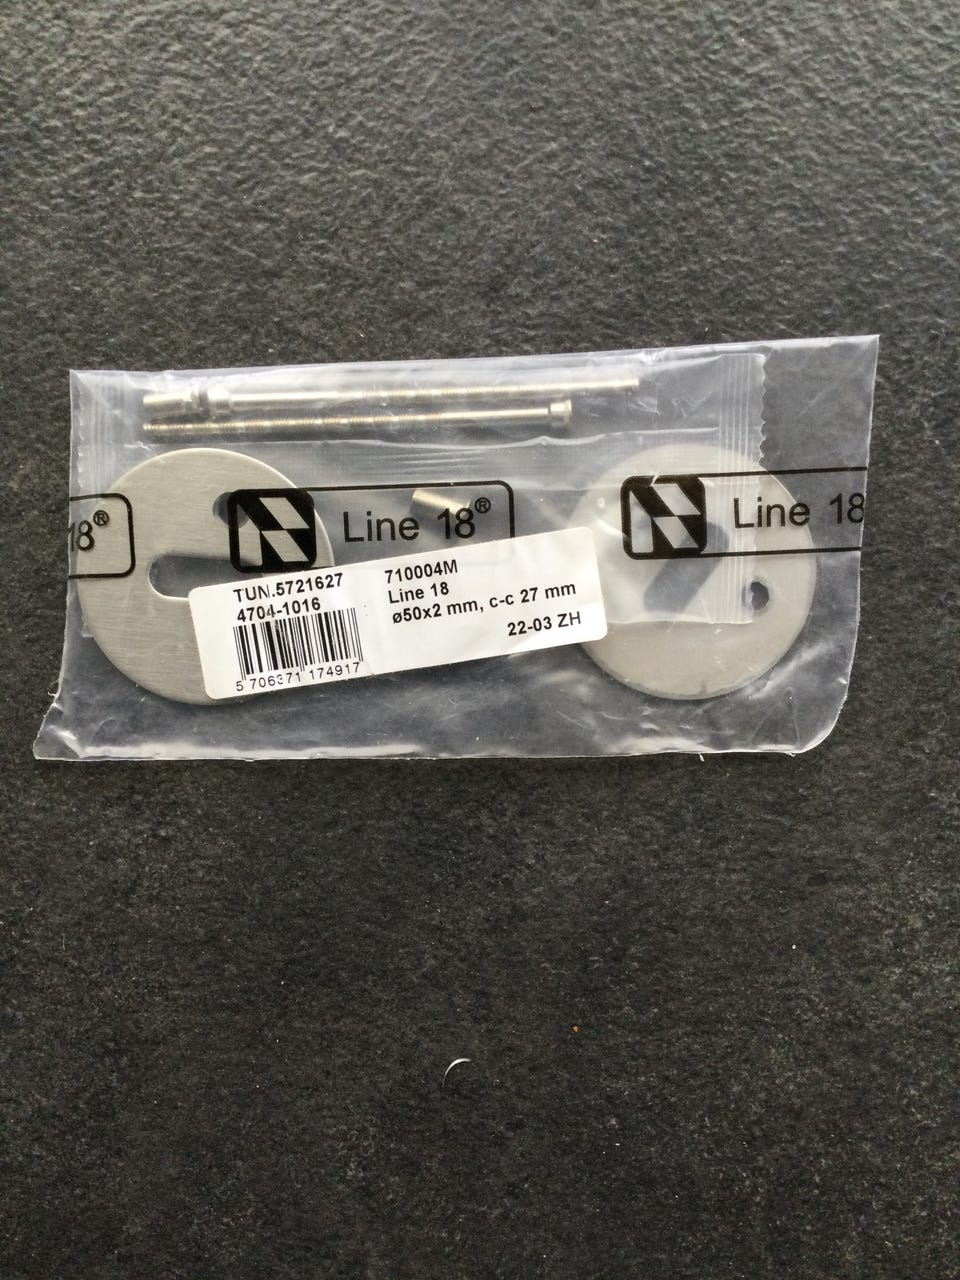 18®
Line 18®
Line 18
TUN.5721627
4704-1016
5 706371 174917
710004M
Line 18
ø50x2 mm, c-c 27 mm
22-03 ZH